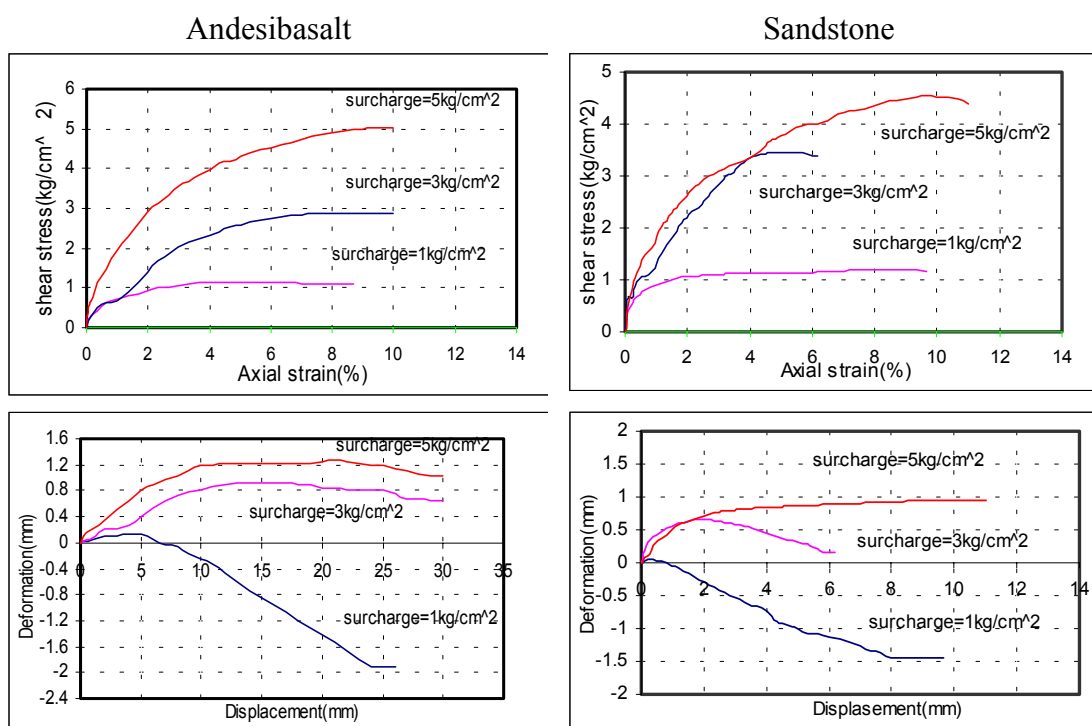 Andesibasalt
Sandstone
shear stress(kg/cm^ 2)
6
5
4
3
2
1
0
surcharge=5kg/cm^2
surcharge=3kg/cm^2
surcharge=1kg/cm^2
0 2 4 6 8 10 12 14
Axial strain(%)
shear stress(kg/cm^2)
5
4
3
2
1
0
surcharge=5kg/cm^2
surcharge=3kg/cm^2
surcharge=1kg/cm^2
0 2 4 6 8 10 12 14
Axial strain(%)
Deformation(mm)
1.6
1.2
0.8
0.4
0
-0.4
-0.8
-1.2
-1.6
-2
-2.4
surcharge=5kg/cm^2
surcharge=3kg/cm^2
0 5 10 15 20 25 30 35
surcharge=1kg/cm^2
Displacement(mm)
Deformation(mm)
2
1.5
1
0.5
0
-0.5
-1
-1.5
-2
surcharge=5kg/cm^2
surcharge=3kg/cm^2
0 2 4 6 8 10 12 14
surcharge=1kg/cm^2
Displasement(mm)